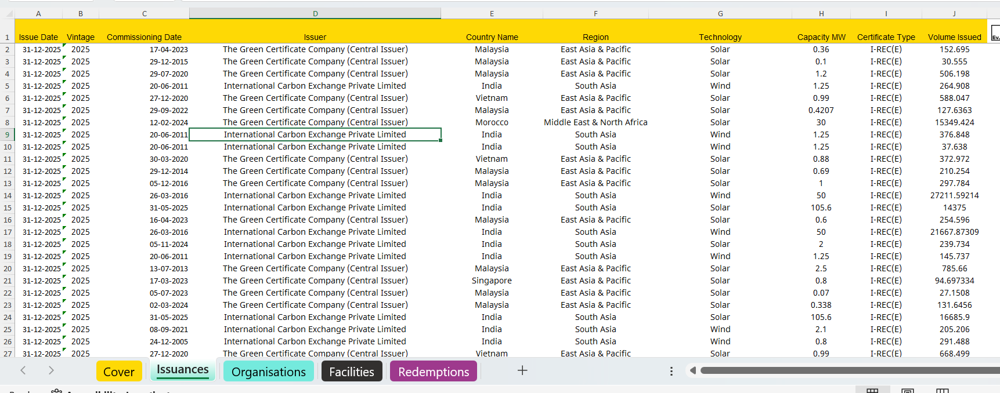 A B C D E F G H I J
1 Issue Date Vintage Commissioning Date Issuer Country Name Region Technology Capacity MW Certificate Type Volume Issued Ev.
2 31-12-2025 2025 17-04-2023 The Green Certificate Company (Central Issuer) Malaysia East Asia & Pacific Solar 0.36 I-REC(E) 152.695
3 31-12-2025 2025 29-12-2015 The Green Certificate Company (Central Issuer) Malaysia East Asia & Pacific Solar 0.1 I-REC(E) 30.555
4 31-12-2025 2025 29-07-2020 The Green Certificate Company (Central Issuer) Malaysia East Asia & Pacific Solar 1.2 I-REC(E) 506.198
5 31-12-2025 2025 20-06-2011 International Carbon Exchange Private Limited India South Asia Wind 1.25 I-REC(E) 264.908
6 31-12-2025 2025 27-12-2020 The Green Certificate Company (Central Issuer) Vietnam East Asia & Pacific Solar 0.99 I-REC(E) 588.047
7 31-12-2025 2025 29-09-2022 The Green Certificate Company (Central Issuer) Malaysia East Asia & Pacific Solar 0.4207 I-REC(E) 127.6363
8 31-12-2025 2025 12-02-2024 The Green Certificate Company (Central Issuer) Morocco Middle East & North Africa Solar 30 I-REC(E) 15349.424
9 31-12-2025 2025 20-06-2011 International Carbon Exchange Private Limited India South Asia Wind 1.25 I-REC(E) 376.848
10 31-12-2025 2025 20-06-2011 International Carbon Exchange Private Limited India South Asia Wind 1.25 I-REC(E) 37.638
11 31-12-2025 2025 30-03-2020 The Green Certificate Company (Central Issuer) Vietnam East Asia & Pacific Solar 0.88 I-REC(E) 372.972
12 31-12-2025 2025 29-12-2014 The Green Certificate Company (Central Issuer) Malaysia East Asia & Pacific Solar 0.69 I-REC(E) 210.254
13 31-12-2025 2025 05-12-2016 The Green Certificate Company (Central Issuer) Malaysia East Asia & Pacific Solar 1 I-REC(E) 297.784
14 31-12-2025 2025 26-03-2016 International Carbon Exchange Private Limited India South Asia Wind 50 I-REC(E) 27211.59214
15 31-12-2025 2025 31-05-2025 International Carbon Exchange Private Limited India South Asia Solar 105.6 I-REC(E) 14375
16 31-12-2025 2025 16-04-2023 The Green Certificate Company (Central Issuer) Malaysia East Asia & Pacific Solar 0.6 I-REC(E) 254.596
17 31-12-2025 2025 26-03-2016 International Carbon Exchange Private Limited India South Asia Wind 50 I-REC(E) 21667.87309
18 31-12-2025 2025 05-11-2024 International Carbon Exchange Private Limited India South Asia Solar 2 I-REC(E) 239.734
19 31-12-2025 2025 20-06-2011 International Carbon Exchange Private Limited India South Asia Wind 1.25 I-REC(E) 145.737
20 31-12-2025 2025 13-07-2013 The Green Certificate Company (Central Issuer) Malaysia East Asia & Pacific Solar 2.5 I-REC(E) 785.66
21 31-12-2025 2025 17-03-2023 The Green Certificate Company (Central Issuer) Singapore East Asia & Pacific Solar 0.8 I-REC(E) 94.697334
22 31-12-2025 2025 05-07-2023 The Green Certificate Company (Central Issuer) Malaysia East Asia & Pacific Solar 0.07 I-REC(E) 27.1508
23 31-12-2025 2025 02-03-2024 The Green Certificate Company (Central Issuer) Malaysia East Asia & Pacific Solar 0.338 I-REC(E) 131.6456
24 31-12-2025 2025 31-05-2025 International Carbon Exchange Private Limited India South Asia Solar 105.6 I-REC(E) 16685.9
25 31-12-2025 2025 08-09-2021 International Carbon Exchange Private Limited India South Asia Wind 2.1 I-REC(E) 205.206
26 31-12-2025 2025 24-12-2005 International Carbon Exchange Private Limited India South Asia Wind 0.8 I-REC(E) 291.488
27 31-12-2025 2025 27-12-2020 The Green Certificate Company (Central Issuer) Vietnam East Asia & Pacific Solar 0.99 I-REC(E) 668.499
Cover Issuances Organisations Facilities Redemptions